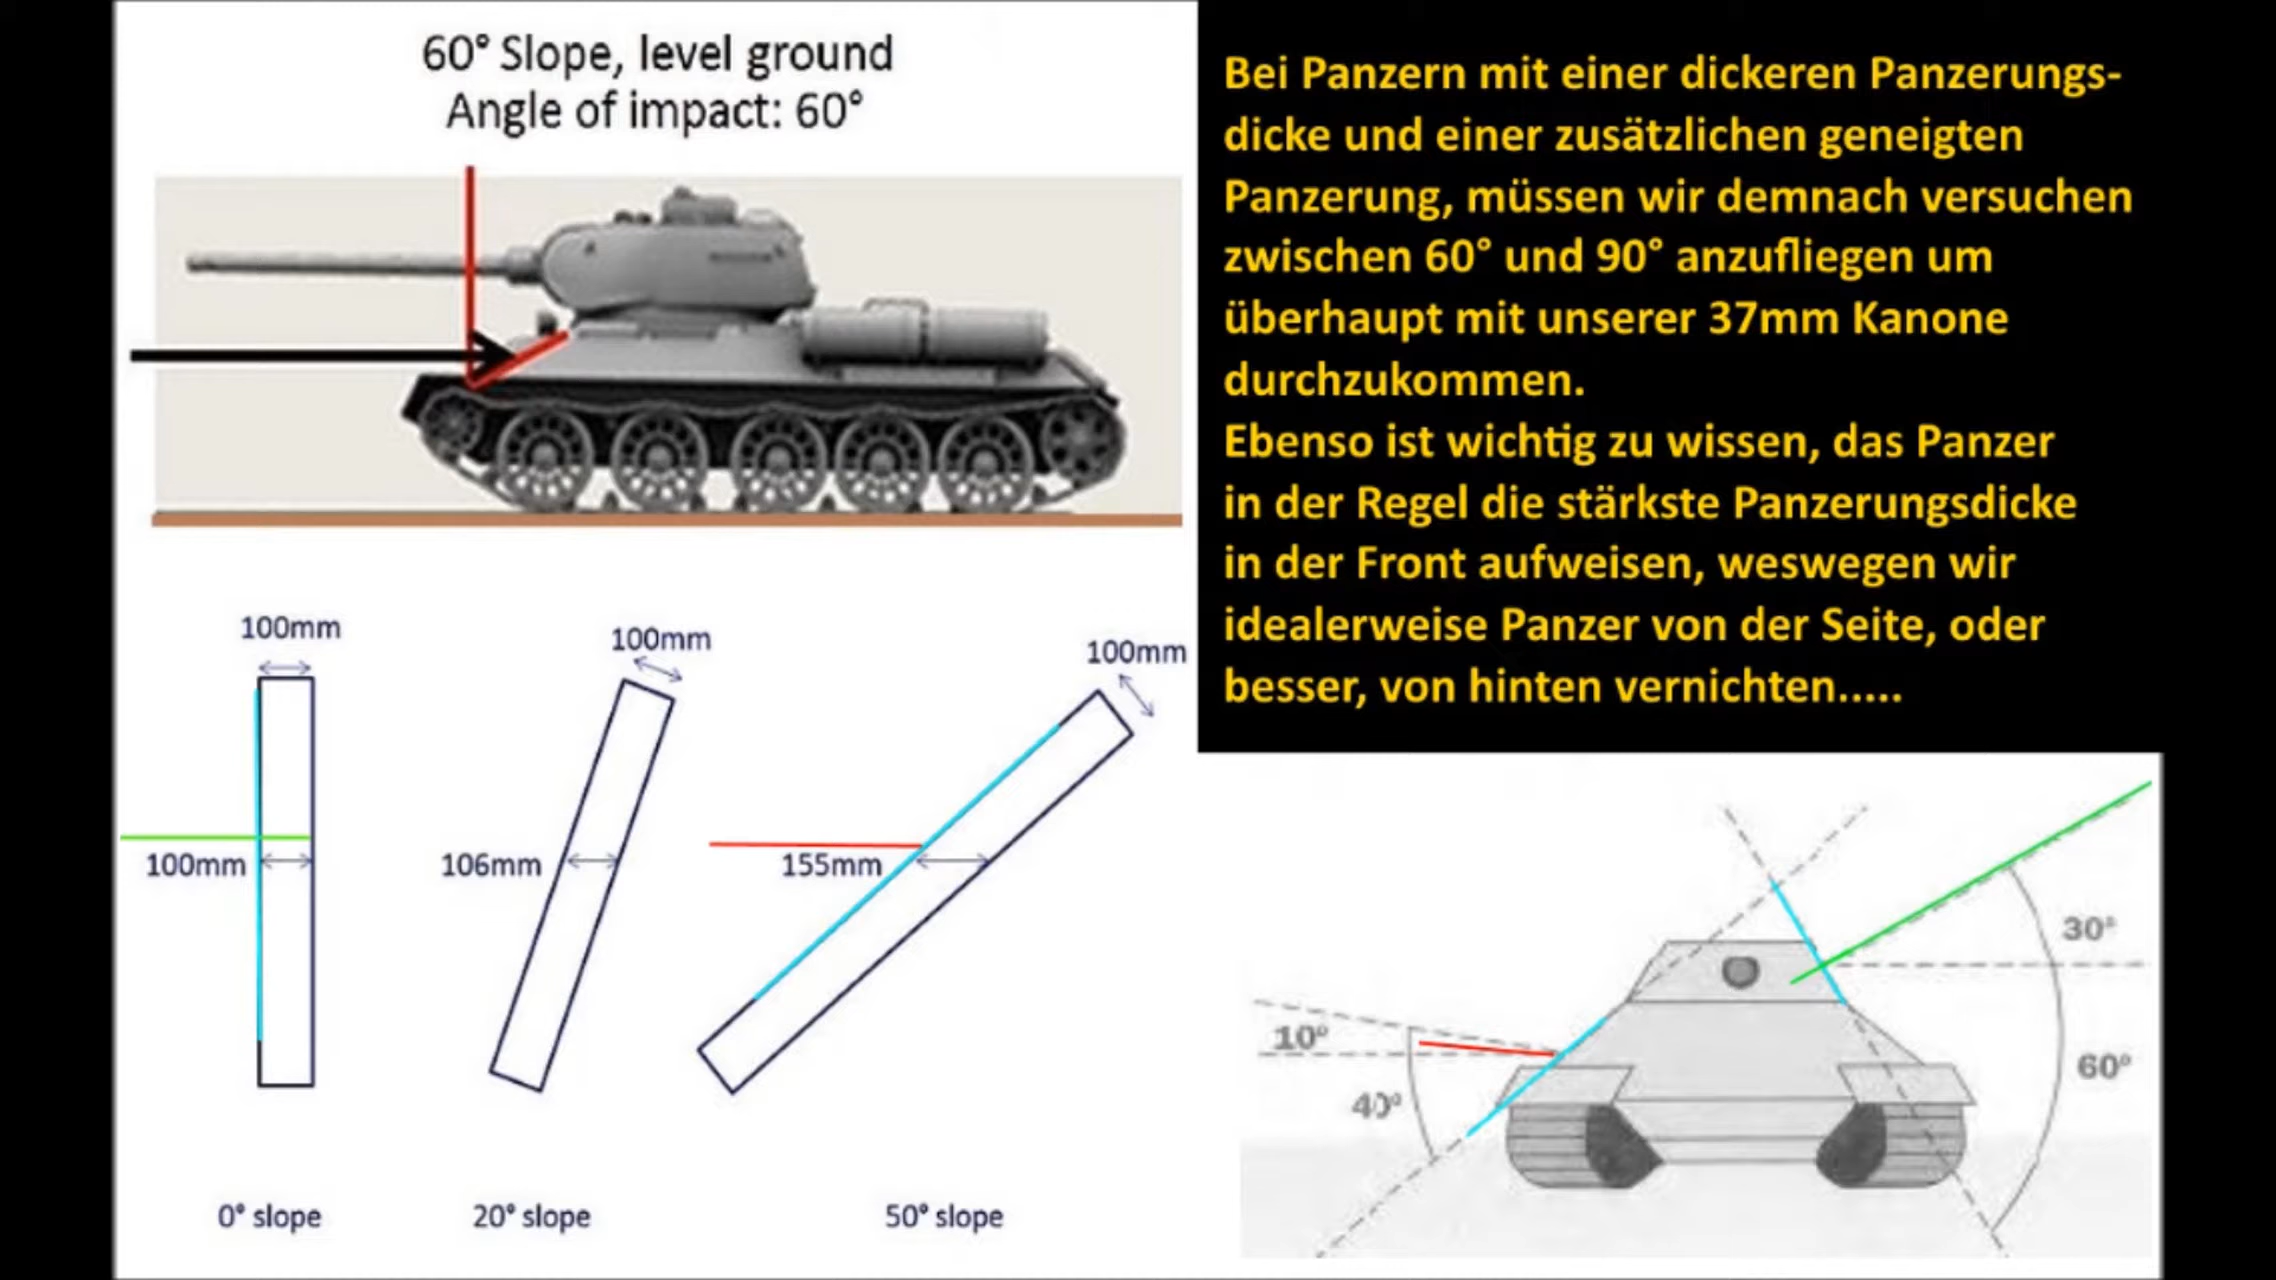 60° Slope, level ground
Angle of impact: 60°
Bei Panzern mit einer dickeren Panzerungs-
dicke und einer zusätzlichen geneigten
Panzerung, müssen wir demnach versuchen
zwischen 60° und 90° anzufliegen um
überhaupt mit unserer 37mm Kanone
durchzukommen.
Ebenso ist wichtig zu wissen, das Panzer
in der Regel die stärkste Panzerungsdicke
in der Front aufweisen, weswegen wir
idealerweise Panzer von der Seite, oder
besser, von hinten vernichten.....
100mm
100mm
100mm
100mm
106mm
155mm
0° slope
20° slope
50° slope
30°
10°
60°
40°